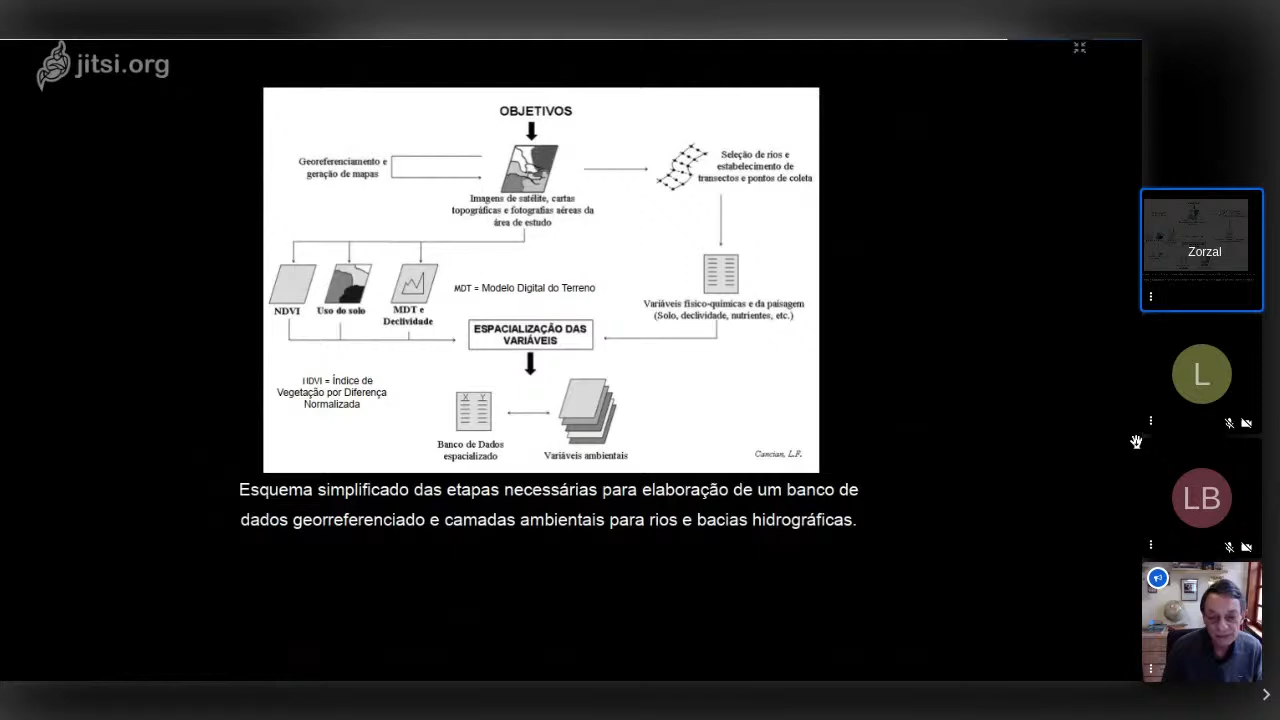 jitsi.org
OBJETIVOS
Georeferenciamento e
geração de mapas
Seleção de rios e
estabelecimento de
transectos e pontos de coleta
Imagens de satélite, cartas
topográficas e fotografias aéreas da
área de estudo
NDVI
Uso do solo
MDT e
Declividade
MDT = Modelo Digital do Terreno
Variáveis físico-químicas e da paisagem
(Solo, declividade, nutrientes, etc.)
ESPACIALIZAÇÃO DAS
VARIÁVEIS
NDVI = Índice de
Vegetação por Diferença
Normalizada
X Y
Banco de Dados
espacializado
Variáveis ambientais
Cancian, L.F.
Esquema simplificado das etapas necessárias para elaboração de um banco de
dados georreferenciado e camadas ambientais para rios e bacias hidrográficas.
Zorzal
L
LB